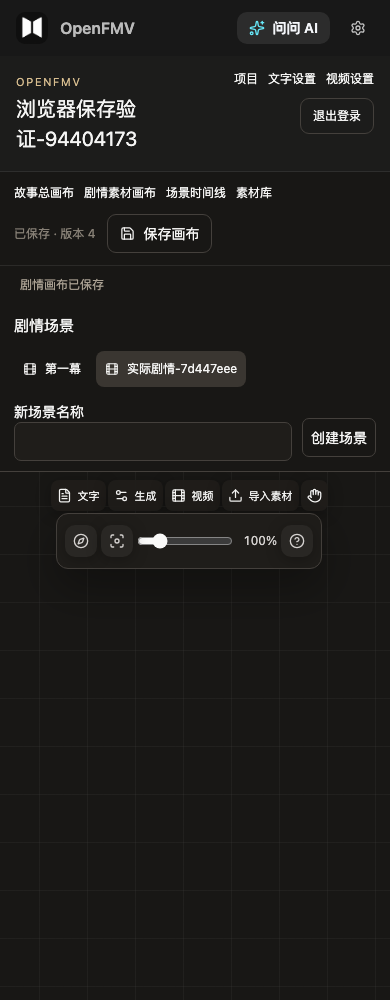 OpenFMV
问问 AI
OPENFMV
项目 文字设置 视频设置
浏览器保存验
证-94404173
退出登录
故事总画布 剧情素材画布 场景时间线 素材库
已保存 · 版本 4
保存画布
剧情画布已保存
剧情场景
第一幕
实际剧情-7d447eee
新场景名称
创建场景
文字 生成 视频 导入素材
100%